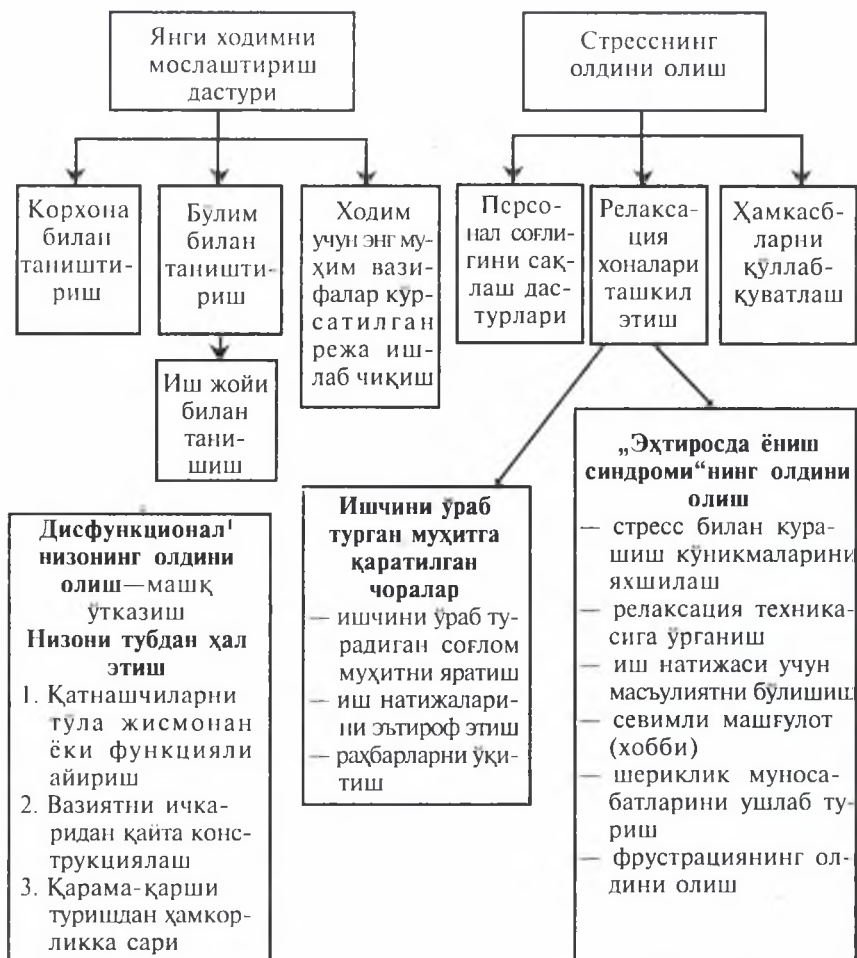 Янги ходимни
мослаштириш
дастури
Стресснинг
олдини олиш
Корхона
билан
таништи-
риш
Бўлим
билан
таништи-
риш
Ходим
учун энг му-
ҳим вази-
фалар кўр-
сатилган
режа иш-
лаб чиқиш
Персо-
нал соғли-
гини сақ-
лаш дас-
турлари
Релакса-
ция
хоналари
ташкил
этиш
Ҳамкасб-
ларни
қўллаб-
қуватлаш
Иш жойи
билан
тани-
шиш
Дисфункционал¹
низонинг олдини
олиш—машқ
ўтказиш
Низони тубдан ҳал
этиш
1. Қатнашчиларни
тўла жисмонан
ёки функцияли
айириш
2. Вазиятни ичка-
ридан қайта конс-
трукциялаш
3. Қарама-қарши
туришдан ҳамкор-
ликка сари
Ишчини ўраб
турган муҳитга
қаратилган
чоралар
— ишчини ўраб ту-
радиган соғлом
муҳитни яратиш
— иш натижалари-
ни эътироф этиш
— раҳбарларни ўқи-
тиш
„Эҳтиросда ёниш
синдроми“нинг олдини
олиш
— стресс билан кура-
шиш кўникмаларини
яхшилаш
— релаксация техника-
сига ўрганиш
— иш натижаси учун
масъулиятни бўлишиш
— севимли машғулот
(хобби)
— шериклик муноса-
батларини ушлаб ту-
риш
— фрустрациянинг ол-
дини олиш